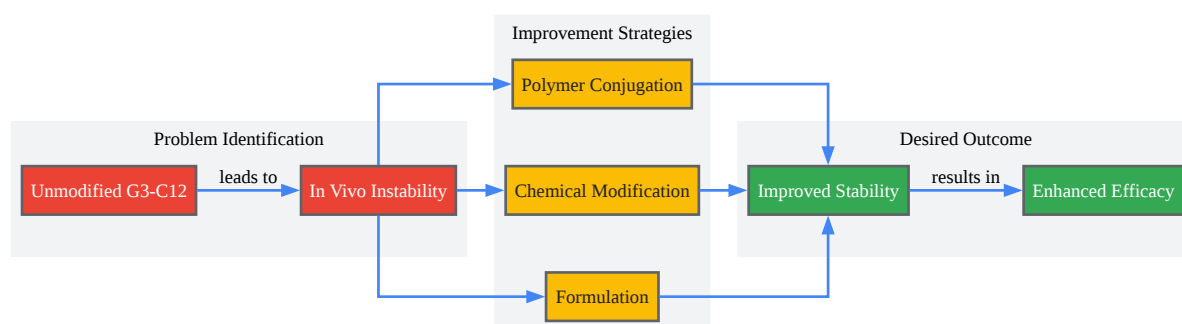 Improvement Strategies
Polymer Conjugation
Problem Identification
Desired Outcome
Unmodified G3-C12
leads to
In Vivo Instability
Chemical Modification
Improved Stability
results in
Enhanced Efficacy
Formulation